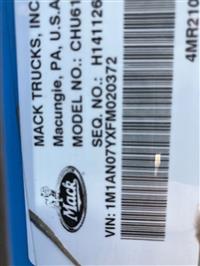 MACK TRUCKS, INC
Macungie, PA, U.S.A
MODEL NO.: CHU61
SEQ. NO.: H141126
Mack
VIN: 1M1AN07YXFM020372
4MR210